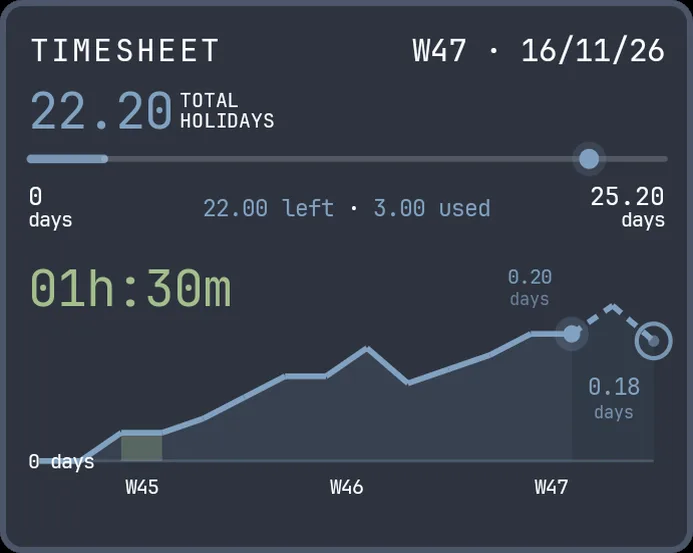 TIMESHEET
W47 · 16/11/26
22.20 TOTAL
HOLIDAYS
0
days
22.00 left · 3.00 used
25.20
days
01h:30m
0.20
days
0.18
days
0 days
W45
W46
W47